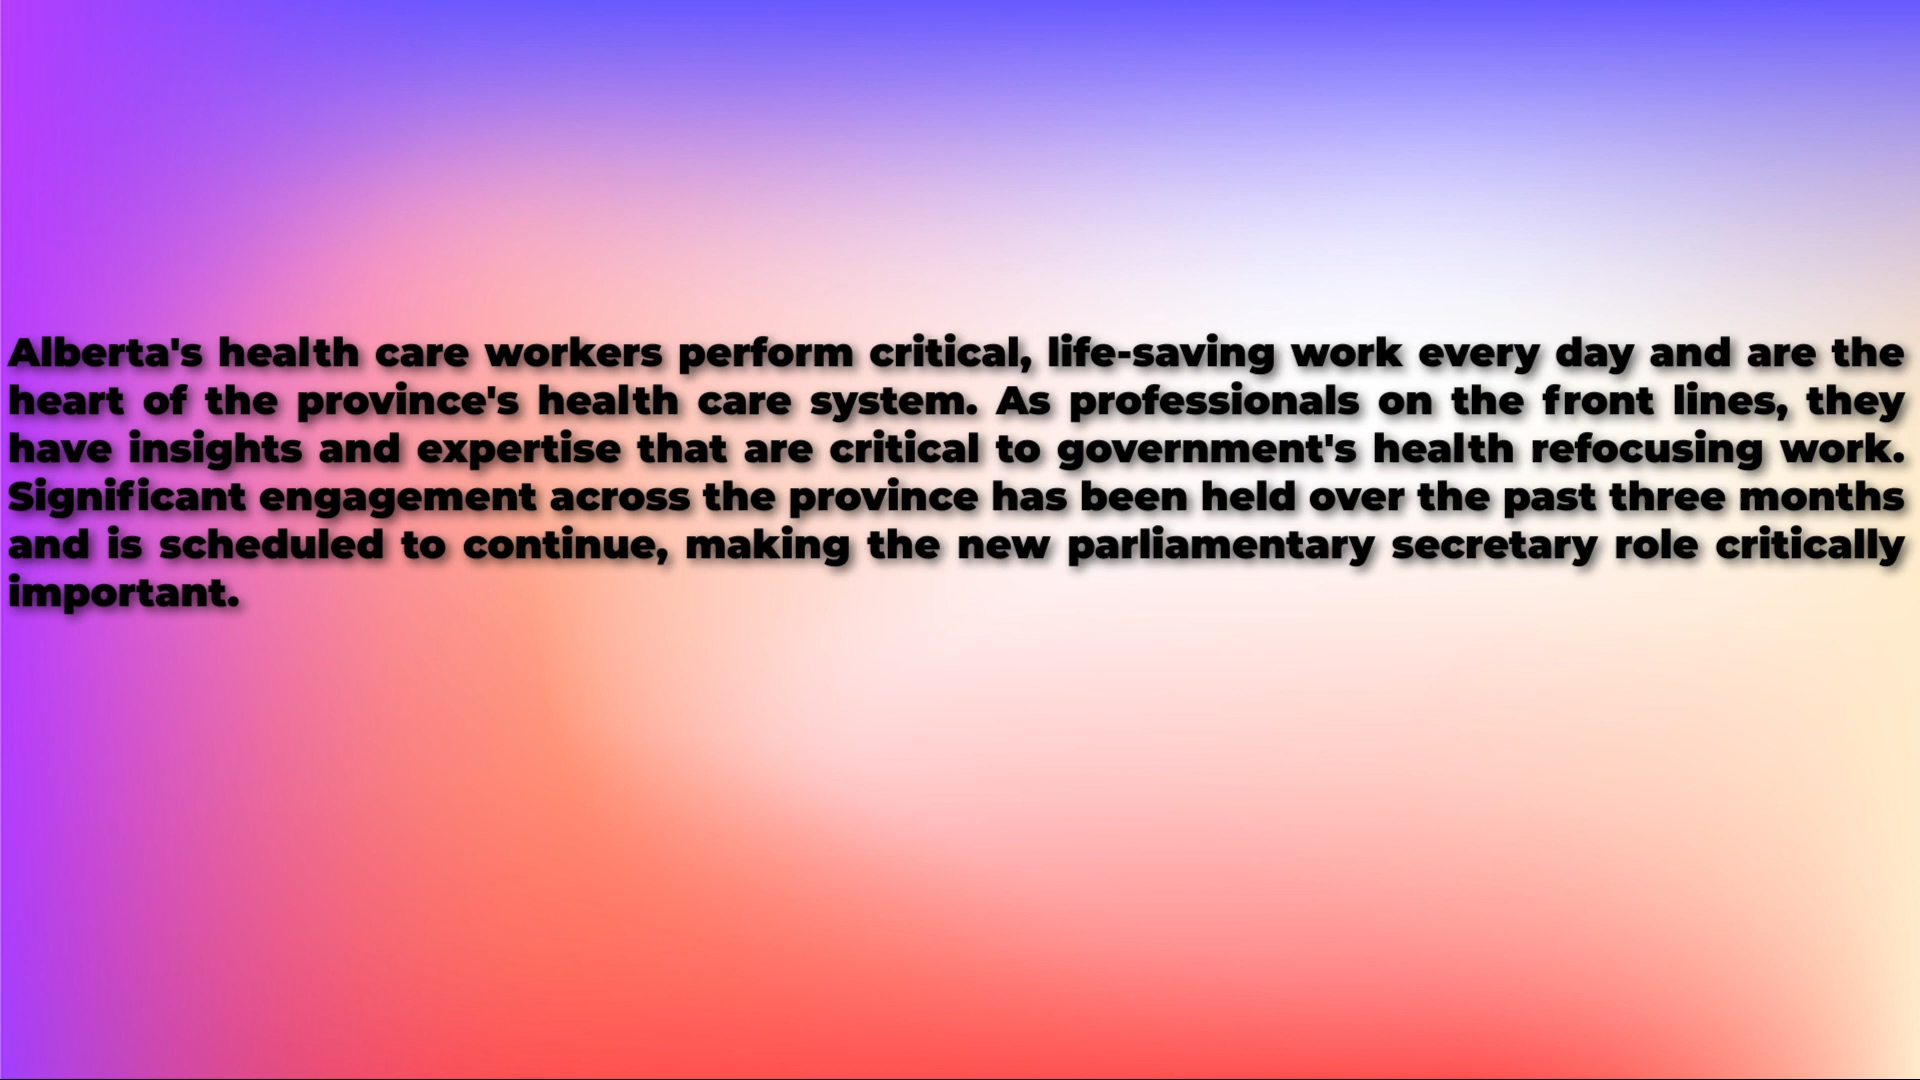 Alberta's health care workers perform critical, life-saving work every day and are the
heart of the province's health care system. As professionals on the front lines, they
have insights and expertise that are critical to government's health refocusing work.
Significant engagement across the province has been held over the past three months
and is scheduled to continue, making the new parliamentary secretary role critically
important.